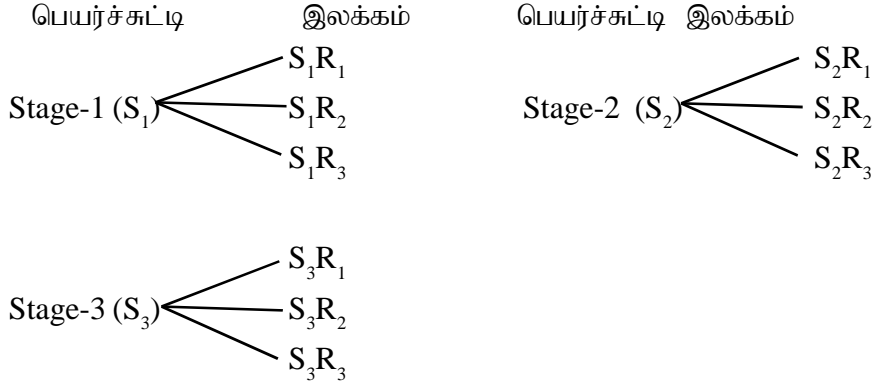 பெயர்ச்சுட்டி இலக்கம் பெயர்ச்சுட்டி இலக்கம்
S₁R₁ S₂R₁
Stage-1 (S₁) S₁R₂ Stage-2 (S₂) S₂R₂
S₁R₃ S₂R₃
S₃R₁
Stage-3 (S₃) S₃R₂
S₃R₃